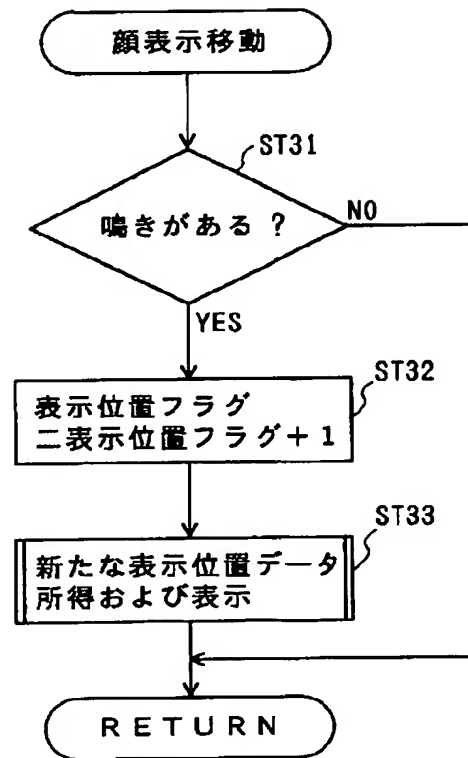 顔表示移動
ST31
鳴きがある？
NO
YES
ST32
表示位置フラグ
＝表示位置フラグ＋1
ST33
新たな表示位置データ
所得および表示
RETURN